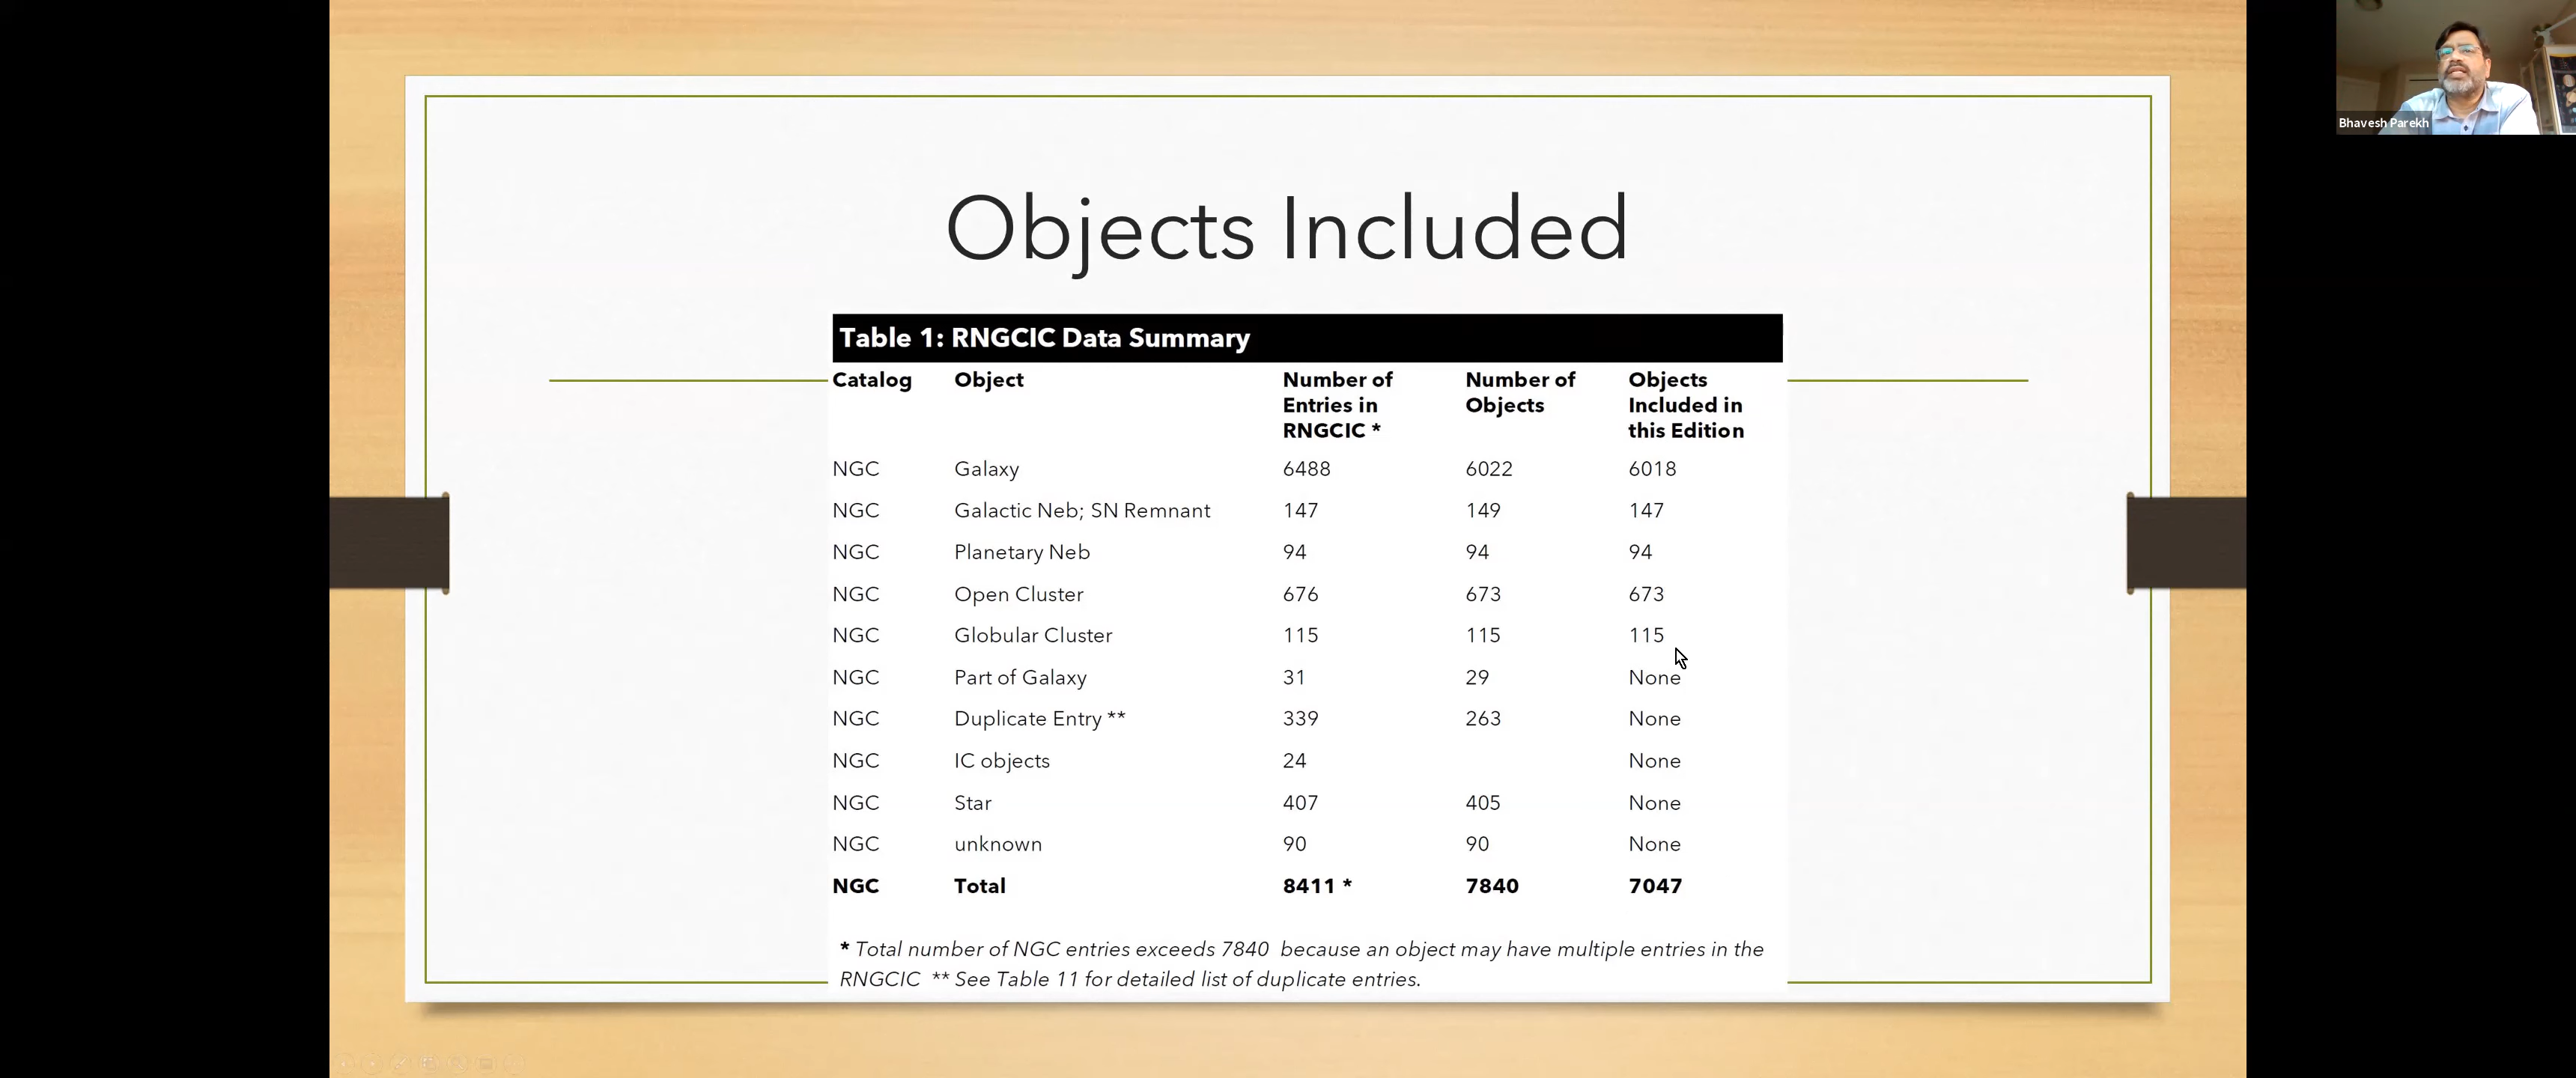 Bhavesh Parekh
Objects Included
Table 1: RNGCIC Data Summary
Catalog Object Number of Entries in RNGCIC * Number of Objects Objects Included in this Edition
NGC Galaxy 6488 6022 6018
NGC Galactic Neb; SN Remnant 147 149 147
NGC Planetary Neb 94 94 94
NGC Open Cluster 676 673 673
NGC Globular Cluster 115 115 115
NGC Part of Galaxy 31 29 None
NGC Duplicate Entry ** 339 263 None
NGC IC objects 24 None
NGC Star 407 405 None
NGC unknown 90 90 None
NGC Total 8411 * 7840 7047
* Total number of NGC entries exceeds 7840 because an object may have multiple entries in the
RNGCIC ** See Table 11 for detailed list of duplicate entries.